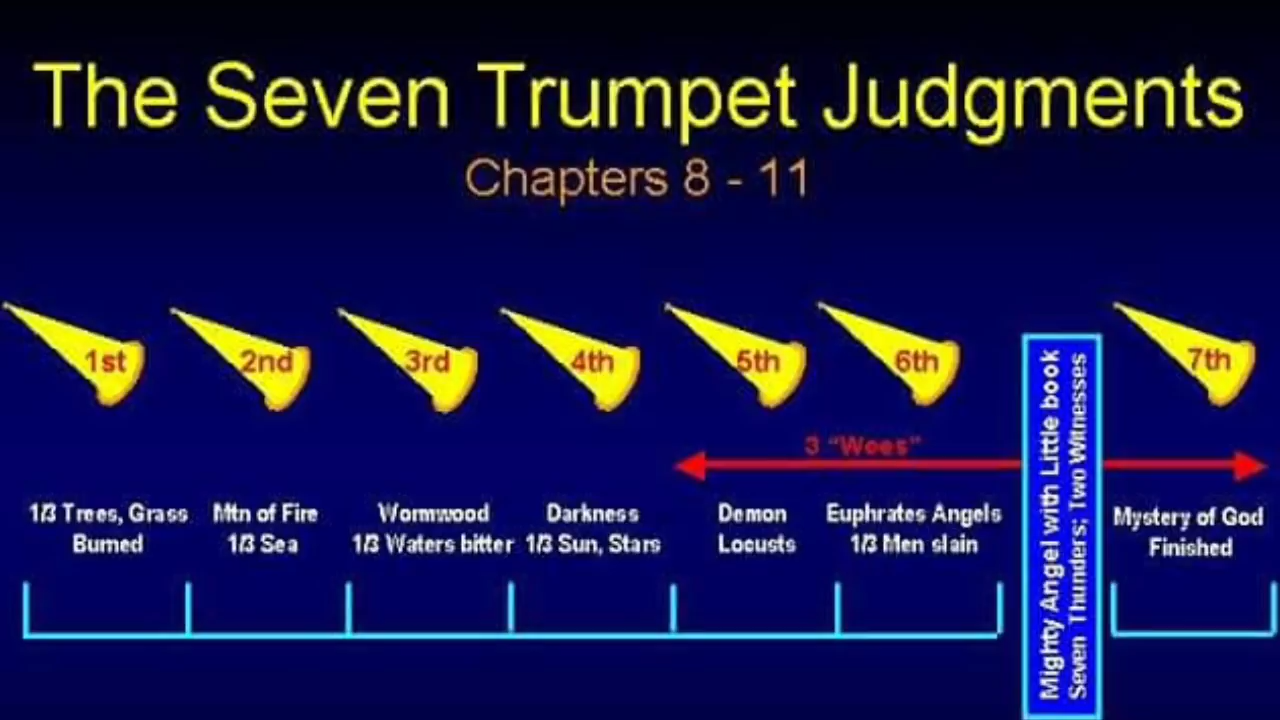 The Seven Trumpet Judgments
Chapters 8 - 11
1st 2nd 3rd 4th 5th 6th 7th
3 "Woes"
1/3 Trees, Grass
Burned
Mtn of Fire
1/3 Sea
Wormwood
1/3 Waters bitter
Darkness
1/3 Sun, Stars
Demon
Locusts
Euphrates Angels
1/3 Men slain
Mighty Angel with Little book
Seven Thunders; Two Witnesses
Mystery of God
Finished